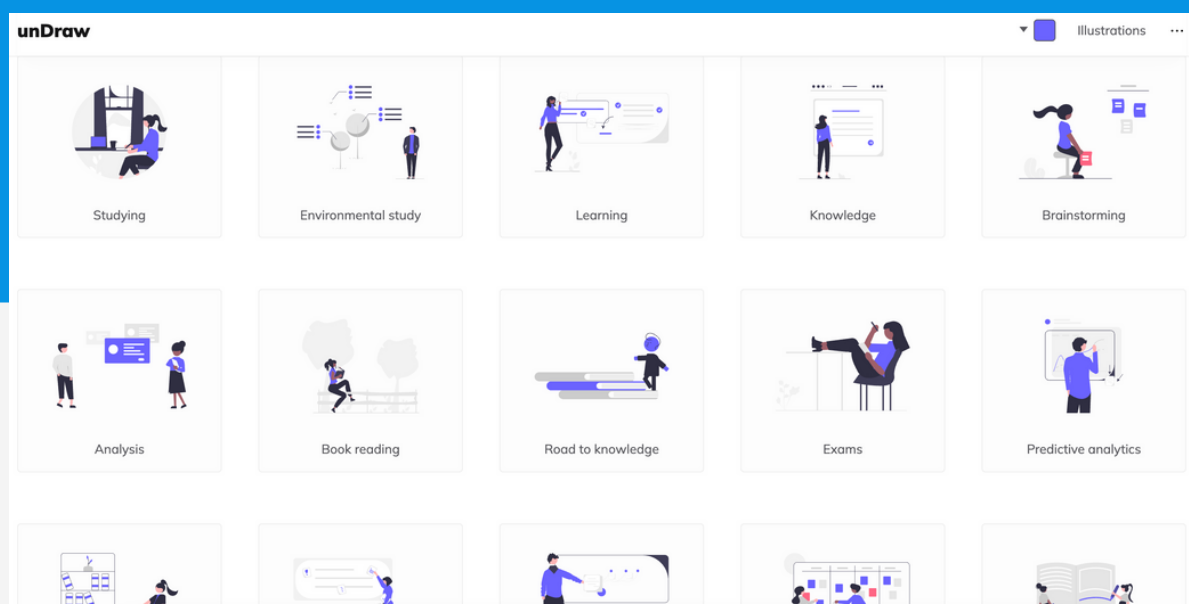 unDraw
Illustrations
Studying
Environmental study
Learning
Knowledge
Brainstorming
Analysis
Book reading
Road to knowledge
Exams
Predictive analytics